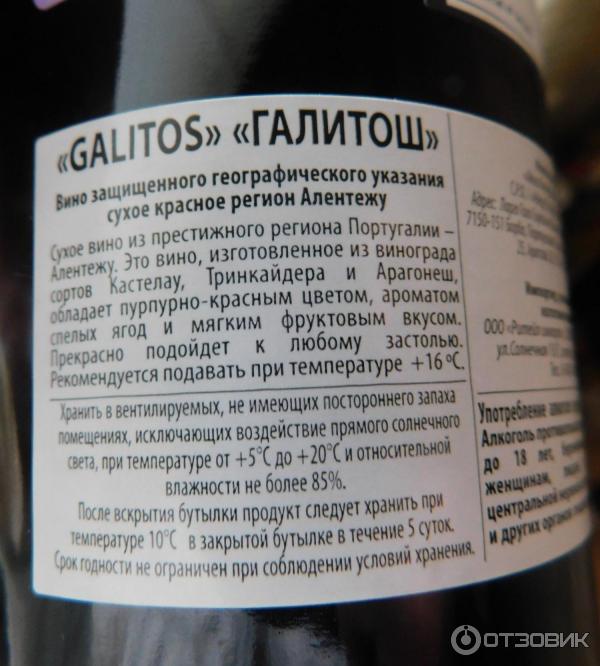 «GALITOS» «ГАЛИТОШ»
Вино защищенного географического указания
сухое красное регион Алентежу
Сухое вино из престижного региона Португалии –
Алентежу. Это вино, изготовленное из винограда
сортов Кастелау, Тринкайдера и Арагонеш,
обладает пурпурно-красным цветом, ароматом
спелых ягод и мягким фруктовым вкусом.
Прекрасно подойдет к любому застолью.
Рекомендуется подавать при температуре +16°С.
Хранить в вентилируемых, не имеющих постороннего запаха
помещениях, исключающих воздействие прямого солнечного
света, при температуре от +5°С до +20°С и относительной
влажности не более 85%.
После вскрытия бутылки продукт следует хранить при
температуре 10°С в закрытой бутылке в течение 5 суток.
Срок годности не ограничен при соблюдении условий хранения.
Адрес:
7150-151
ООО
ул.Солнечная
Употребление
Алкоголь
до 18 лет,
женщинам,
центральной
и других органов
ОТЗОВИК